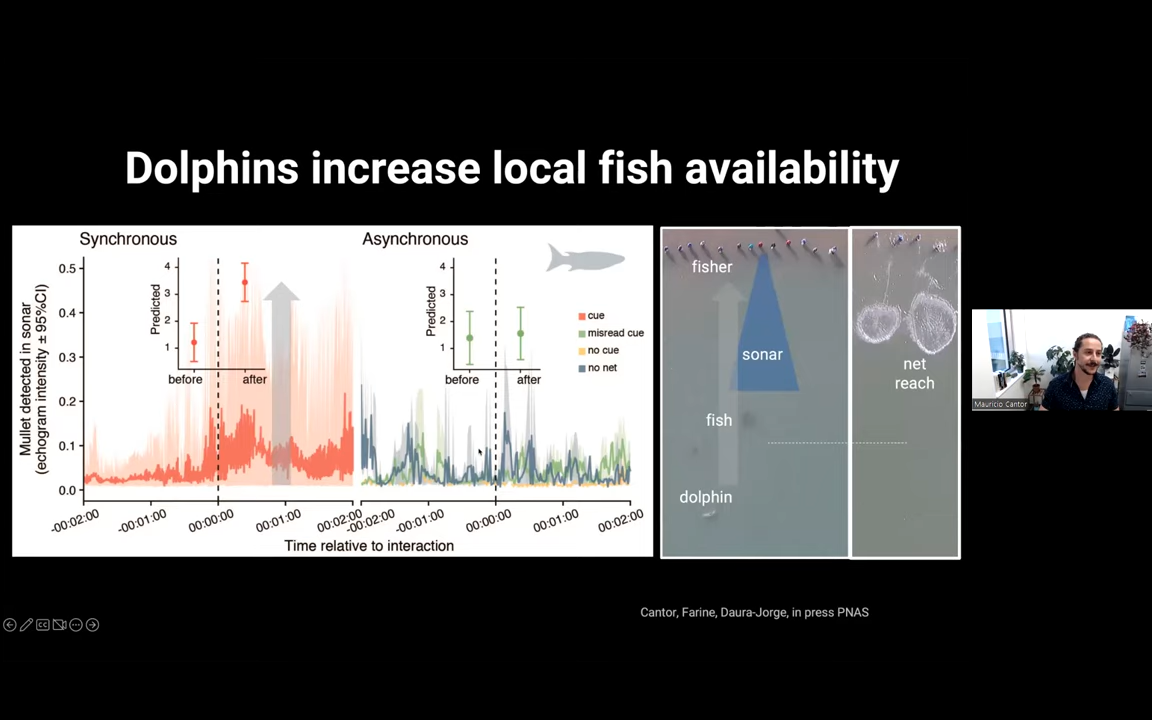 Dolphins increase local fish availability
Synchronous
Asynchronous
Mullet detected in sonar
(echogram intensity ± 95%CI)
0.5
0.4
0.3
0.2
0.1
0.0
Predicted
4
3
2
1
before
after
Predicted
4
3
2
1
before
after
cue
misread cue
no cue
no net
-00:02:00
-00:01:00
00:00:00
00:01:00
00:02:00
-00:02:00
-00:01:00
00:00:00
00:01:00
00:02:00
Time relative to interaction
fisher
sonar
fish
dolphin
net
reach
Mauricio Cantor
Cantor, Farine, Daura-Jorge, in press PNAS
CC